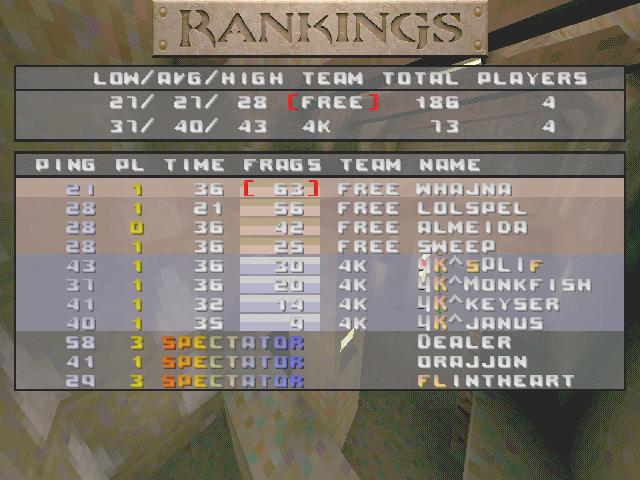 RANKINGS
LOW/AVG/HIGH TEAM TOTAL PLAYERS
27/ 27/ 28 [FREE] 186 4
37/ 40/ 43 4K 73 4
PING PL TIME FRAGS TEAM NAME
27 1 36 [ 63 ] FREE WHAJNA
28 1 21 56 FREE LOLSPEL
28 0 36 42 FREE ALMEIDA
28 1 36 25 FREE SWEEP
43 1 36 30 4K 4K^SPLIF
37 1 36 20 4K 4K^MONKFISH
41 1 32 14 4K 4K^KEYSER
40 1 35 9 4K 4K^JANUS
58 3 SPECTATOR DEALER
41 1 SPECTATOR ORAJJON
29 3 SPECTATOR FLINTHEART